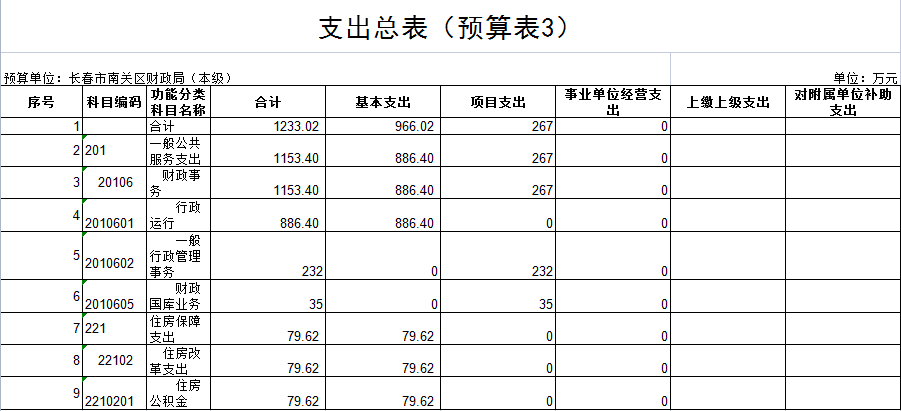 支出总表（预算表3）
预算单位：长春市南关区财政局（本级） 单位：万元
序号 科目编码 功能分类科目名称 合计 基本支出 项目支出 事业单位经营支出 上缴上级支出 对附属单位补助支出
1 合计 1233.02 966.02 267 0
2 201 一般公共服务支出 1153.40 886.40 267 0
3 20106 财政事务 1153.40 886.40 267 0
4 2010601 行政运行 886.40 886.40 0 0
5 2010602 一般行政管理事务 232 0 232 0
6 2010605 财政国库业务 35 0 35 0
7 221 住房保障支出 79.62 79.62 0 0
8 22102 住房改革支出 79.62 79.62 0 0
9 2210201 住房公积金 79.62 79.62 0 0